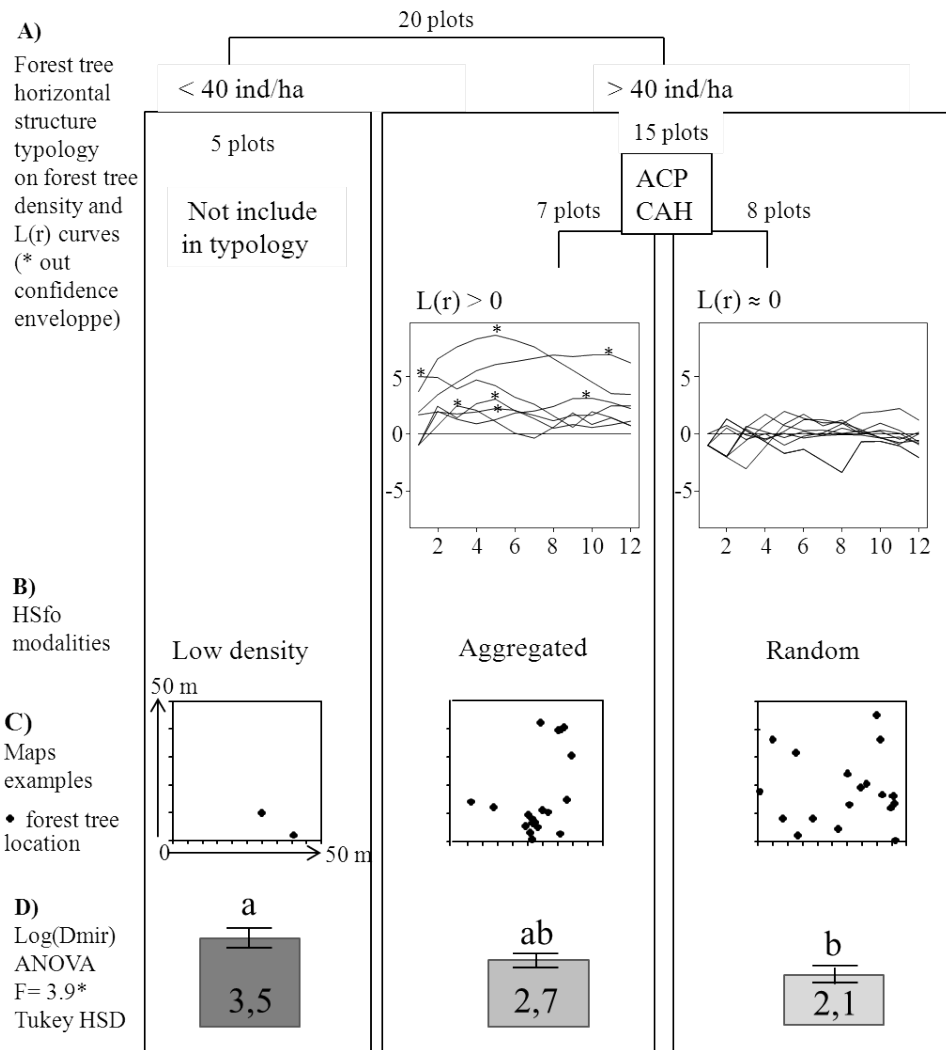 20 plots
A)
Forest tree
horizontal
structure
typology
on forest tree
density and
L(r) curves
(* out
confidence
enveloppe)
< 40 ind/ha
> 40 ind/ha
5 plots
15 plots
Not include
in typology
ACP
CAH
7 plots
8 plots
L(r) > 0
L(r) ≈ 0
* * * * * * *
5
0
-5
2 4 6 8 10 12
5
0
-5
2 4 6 8 10 12
B)
HSfo
modalities
Low density
Aggregated
Random
C)
Maps
examples
• forest tree
location
50 m
0
50 m
D)
Log(Dmir)
ANOVA
F= 3.9*
Tukey HSD
a
3,5
ab
2,7
b
2,1